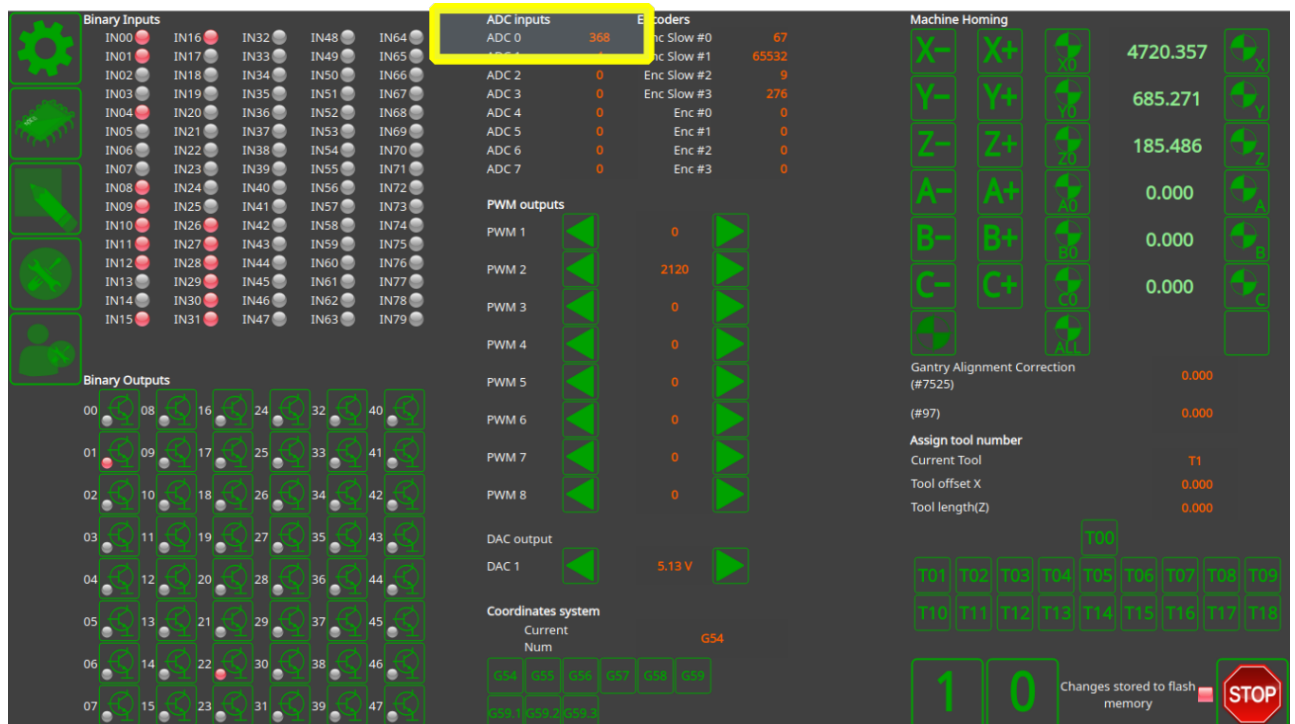 Binary Inputs
IN00 IN16 IN32 IN48 IN64
IN01 IN17 IN33 IN49 IN65
IN02 IN18 IN34 IN50 IN66
IN03 IN19 IN35 IN51 IN67
IN04 IN20 IN36 IN52 IN68
IN05 IN21 IN37 IN53 IN69
IN06 IN22 IN38 IN54 IN70
IN07 IN23 IN39 IN55 IN71
IN08 IN24 IN40 IN56 IN72
IN09 IN25 IN41 IN57 IN73
IN10 IN26 IN42 IN58 IN74
IN11 IN27 IN43 IN59 IN75
IN12 IN28 IN44 IN60 IN76
IN13 IN29 IN45 IN61 IN77
IN14 IN30 IN46 IN62 IN78
IN15 IN31 IN47 IN63 IN79
Binary Outputs
00 08 16 24 32 40
01 09 17 25 33 41
02 10 18 26 34 42
03 11 19 27 35 43
04 12 20 28 36 44
05 13 21 29 37 45
06 14 22 30 38 46
07 15 23 31 39 47
ADC inputs
ADC 0 368
ADC 2 0
ADC 3 0
ADC 4 0
ADC 5 0
ADC 6 0
ADC 7 0
Slow #0 67
Slow #1 65532
Enc Slow #2 9
Enc Slow #3 276
Enc #0 0
Enc #1 0
Enc #2 0
Enc #3 0
PWM outputs
PWM 1 0
PWM 2 2120
PWM 3 0
PWM 4 0
PWM 5 0
PWM 6 0
PWM 7 0
PWM 8 0
DAC output
DAC 1 5.13 V
Coordinates system
Current
Num
G54
G54 G55 G56 G57 G58 G59
G59.1 G59.2 G59.3
Machine Homing
X- X+ X0 4720.357 X
Y- Y+ Y0 685.271 Y
Z- Z+ Z0 185.486 Z
A- A+ A0 0.000 A
B- B+ B0 0.000 B
C- C+ C0 0.000 C
ALL
Gantry Alignment Correction
(#7525)
0.000
(#97) 0.000
Assign tool number
Current Tool T1
Tool offset X 0.000
Tool length(Z) 0.000
T00
T01 T02 T03 T04 T05 T06 T07 T08 T09
T10 T11 T12 T13 T14 T15 T16 T17 T18
1 0
Changes stored to flash
memory
STOP